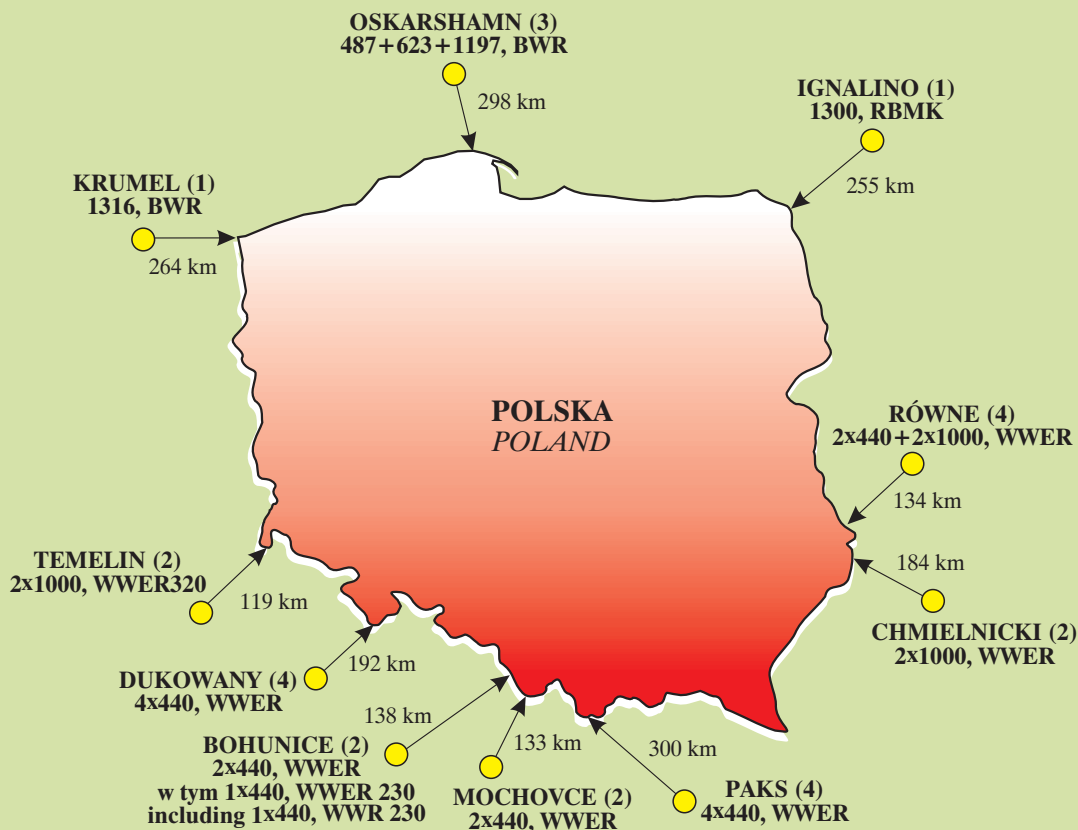 OSKARSHAMN (3)
487+623+1197, BWR
298 km
IGNALINO (1)
1300, RBMK
255 km
KRUMEL (1)
1316, BWR
264 km
POLSKA
POLAND
RÓWNE (4)
2x440+2x1000, WWER
134 km
TEMELIN (2)
2x1000, WWER320
119 km
184 km
CHMIELNICKI (2)
2x1000, WWER
192 km
DUKOWANY (4)
4x440, WWER
138 km
BOHUNICE (2)
2x440, WWER
w tym 1x440, WWER 230
including 1x440, WWR 230
133 km
MOCHOVCE (2)
2x440, WWER
300 km
PAKS (4)
4x440, WWER